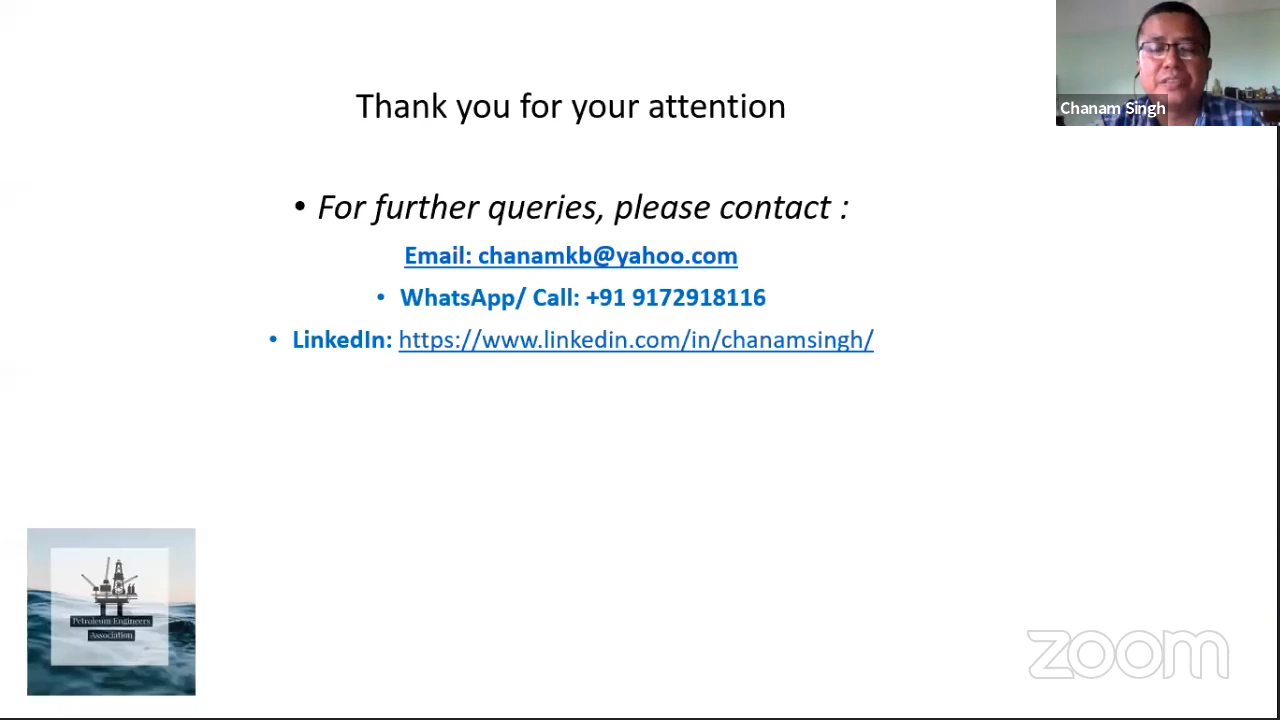 Thank you for your attention
Chanam Singh
• For further queries, please contact :
Email: chanamkb@yahoo.com
• WhatsApp/ Call: +91 9172918116
• LinkedIn: https://www.linkedin.com/in/chanamsingh/
Petroleum Engineers
Association
zoom